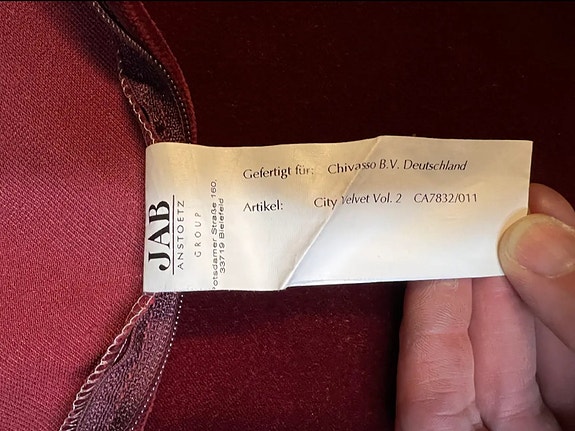 JAB
ANSTOETZ
GROUP
Potsdamer Straße 160,
33719 Bielefeld
Gefertigt für: Chivasso B.V. Deutschland
Artikel: City Velvet Vol. 2 CA7832/011